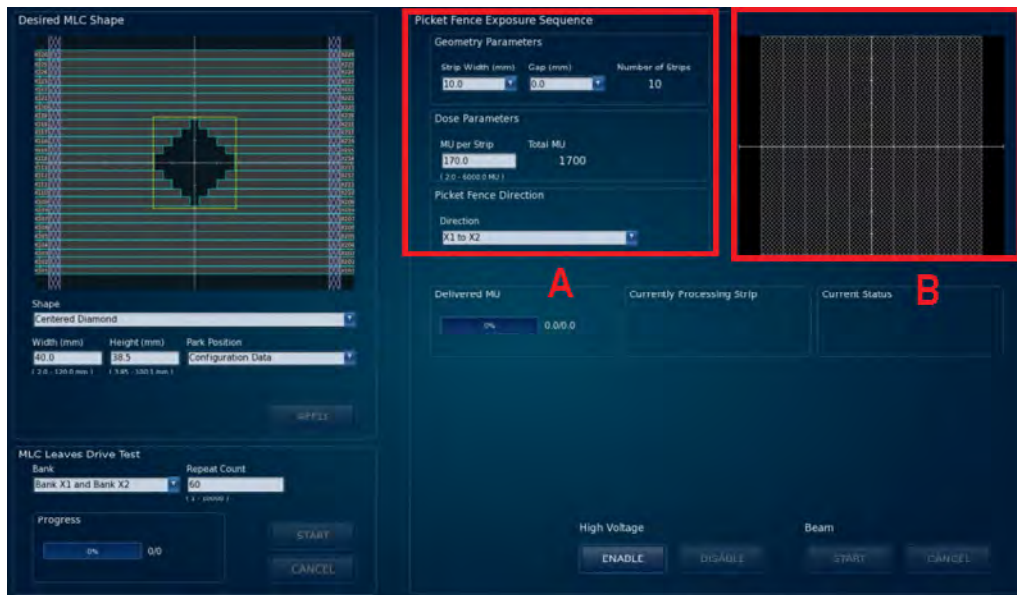 Desired MLC Shape
Shape
Centered Diamond
Width (mm) Height (mm) Park Position
40.0 38.5 Configuration Data
APPLY
MLC Leaves Drive Test
Bank Repeat Count
Bank X1 and Bank X2 60
( 1 - 10000 )
Progress
0% 0/0
START
CANCEL
Picket Fence Exposure Sequence
Geometry Parameters
Strip Width (mm) Gap (mm) Number of Strips
10.0 0.0 10
Dose Parameters
MU per Strip Total MU
170.0 1700
( 2.0 - 6000.0 MU )
Picket Fence Direction
Direction
X1 to X2
A
B
Delivered MU Currently Processing Strip Current Status
0% 0.0/0.0
High Voltage Beam
ENABLE DISABLE START CANCEL